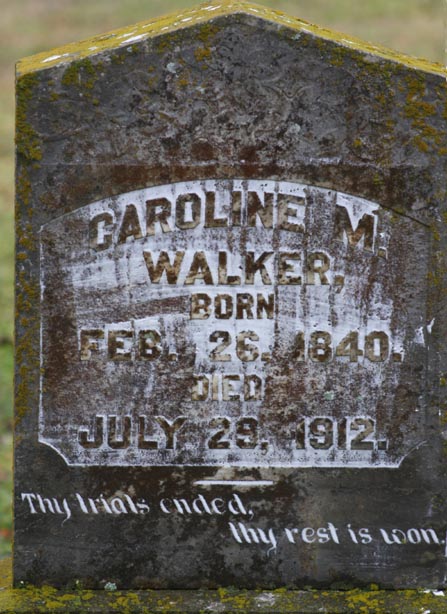 CAROLINE M.
WALKER,
BORN
FEB. 26. 1840.
DIED
JULY 29, 1912.
Thy trials ended,
thy rest is won.